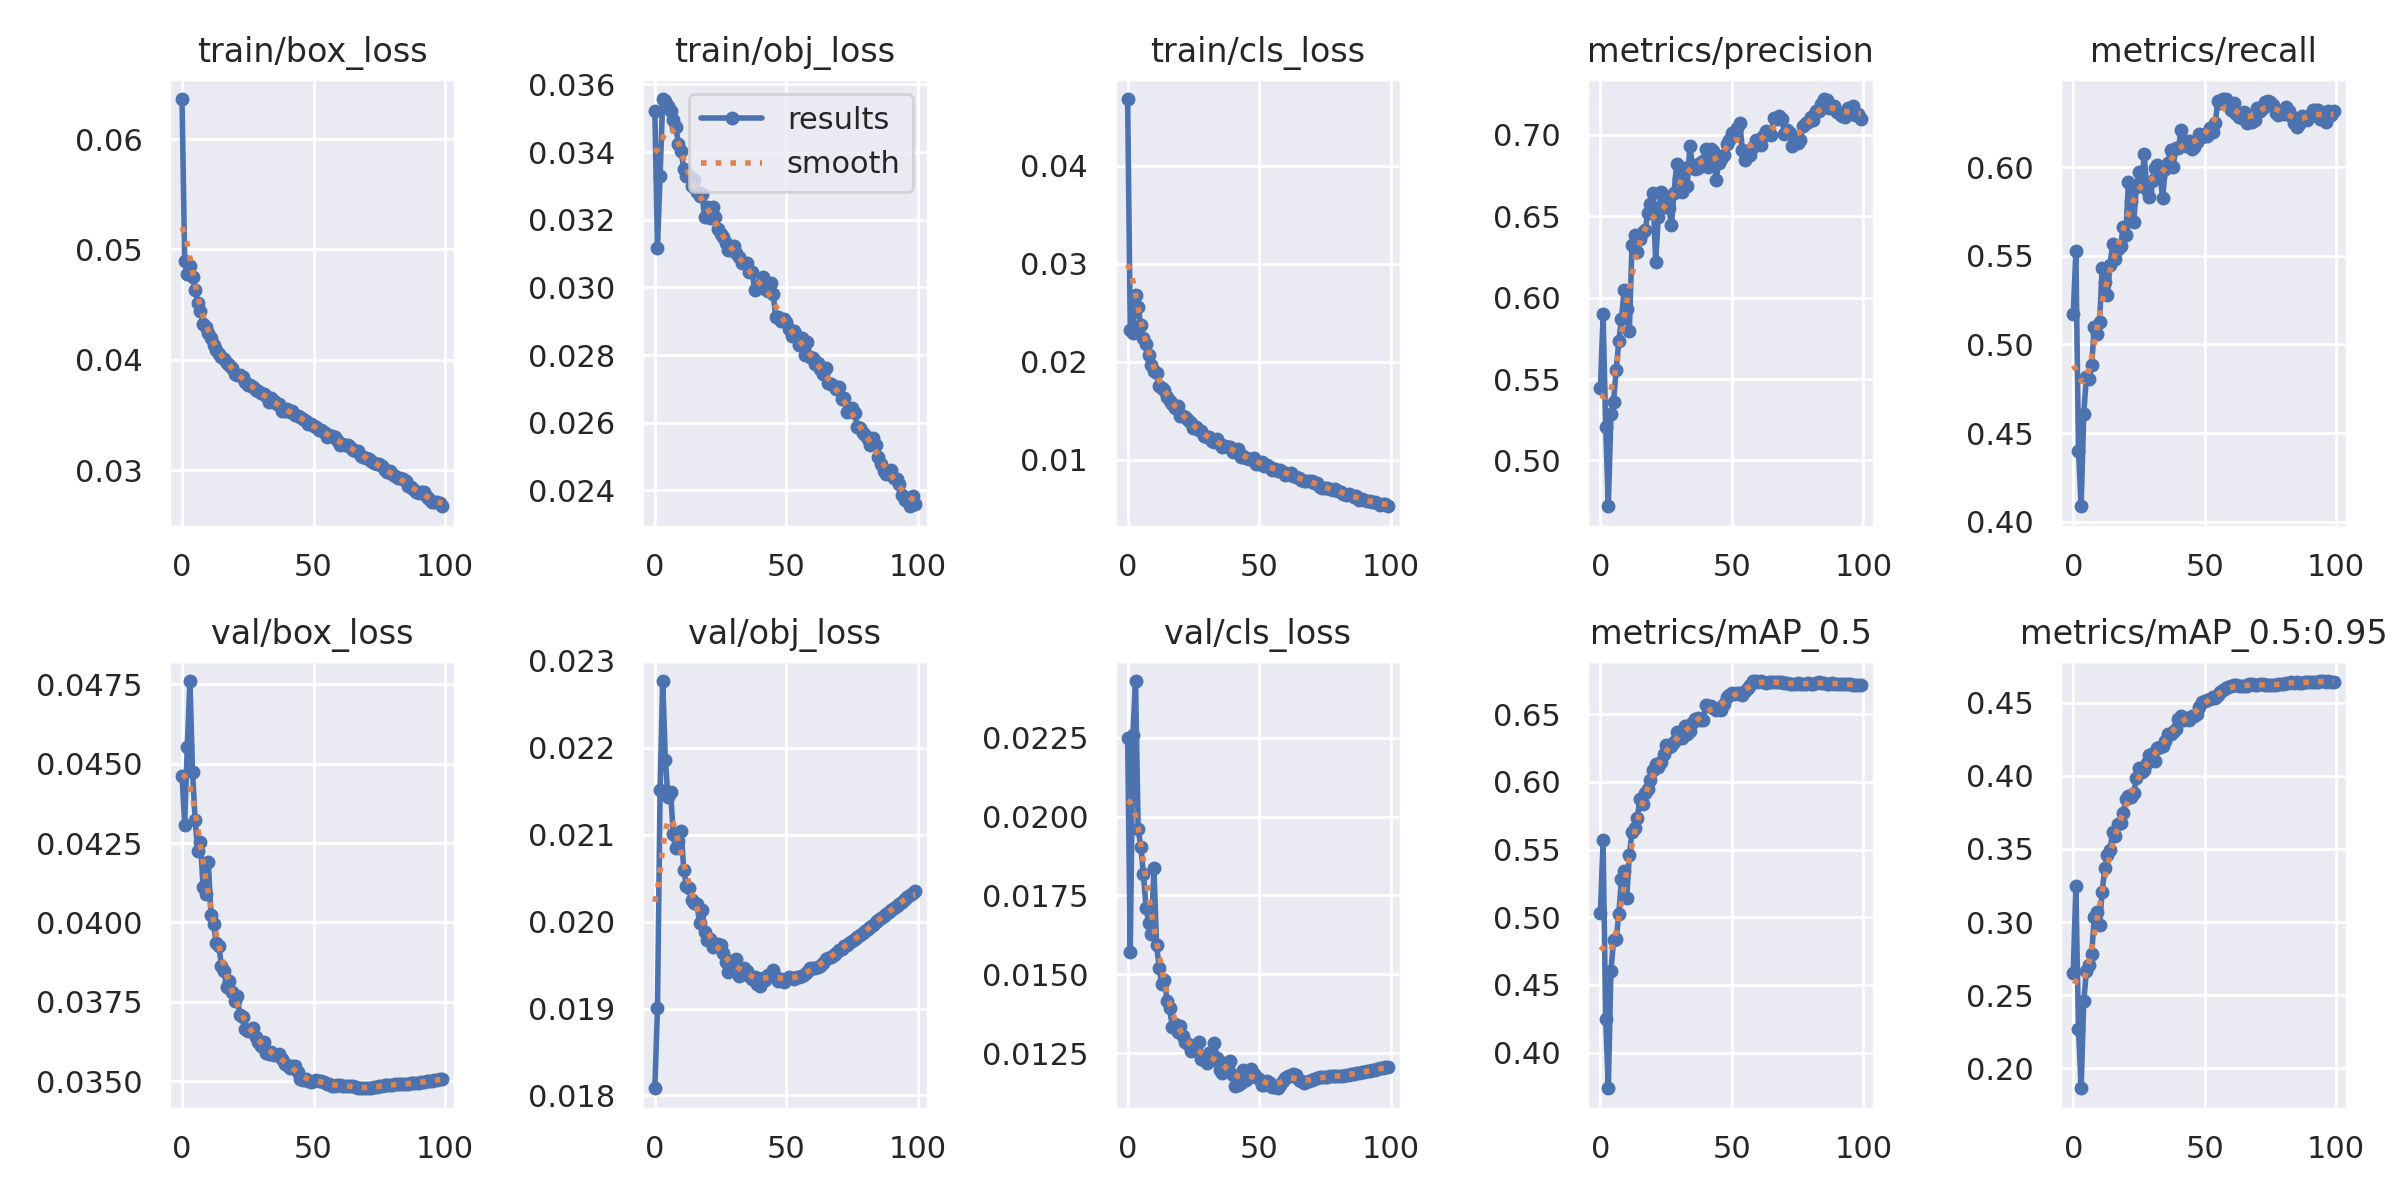 train/box_loss
0.06
0.05
0.04
0.03
0 50 100
train/obj_loss
0.036
0.034
0.032
0.030
0.028
0.026
0.024
0 50 100
results
smooth
train/cls_loss
0.04
0.03
0.02
0.01
0 50 100
metrics/precision
0.70
0.65
0.60
0.55
0.50
0 50 100
metrics/recall
0.60
0.55
0.50
0.45
0.40
0 50 100
val/box_loss
0.0475
0.0450
0.0425
0.0400
0.0375
0.0350
0 50 100
val/obj_loss
0.023
0.022
0.021
0.020
0.019
0.018
0 50 100
val/cls_loss
0.0225
0.0200
0.0175
0.0150
0.0125
0 50 100
metrics/mAP_0.5
0.65
0.60
0.55
0.50
0.45
0.40
0 50 100
metrics/mAP_0.5:0.95
0.45
0.40
0.35
0.30
0.25
0.20
0 50 100